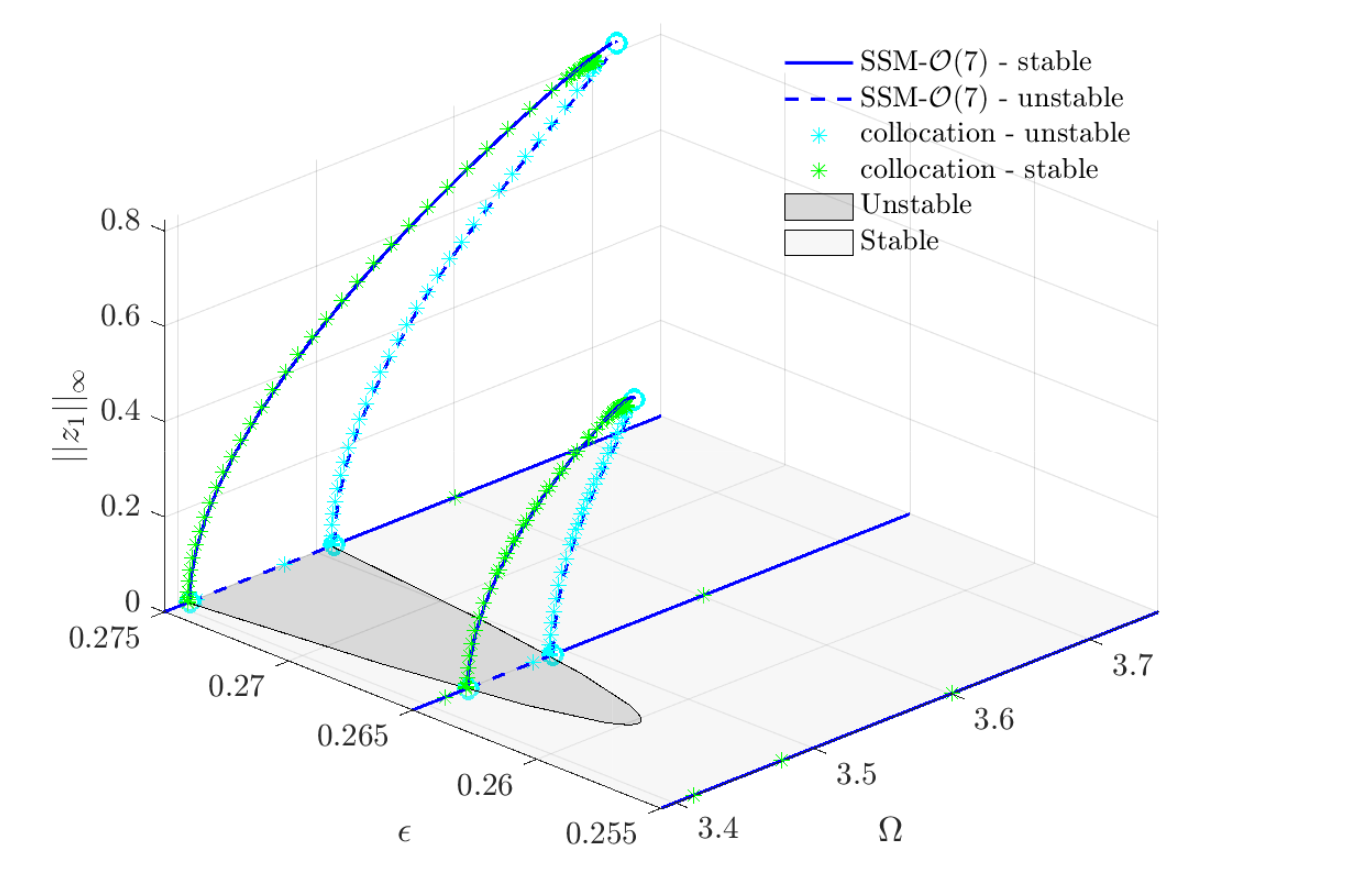 SSM-𝒪(7) - stable
SSM-𝒪(7) - unstable
collocation - unstable
collocation - stable
Unstable
Stable
||z₁||∞
0.8
0.6
0.4
0.2
0
0.275
0.27
0.265
0.26
0.255
ϵ
3.4
3.5
3.6
3.7
Ω